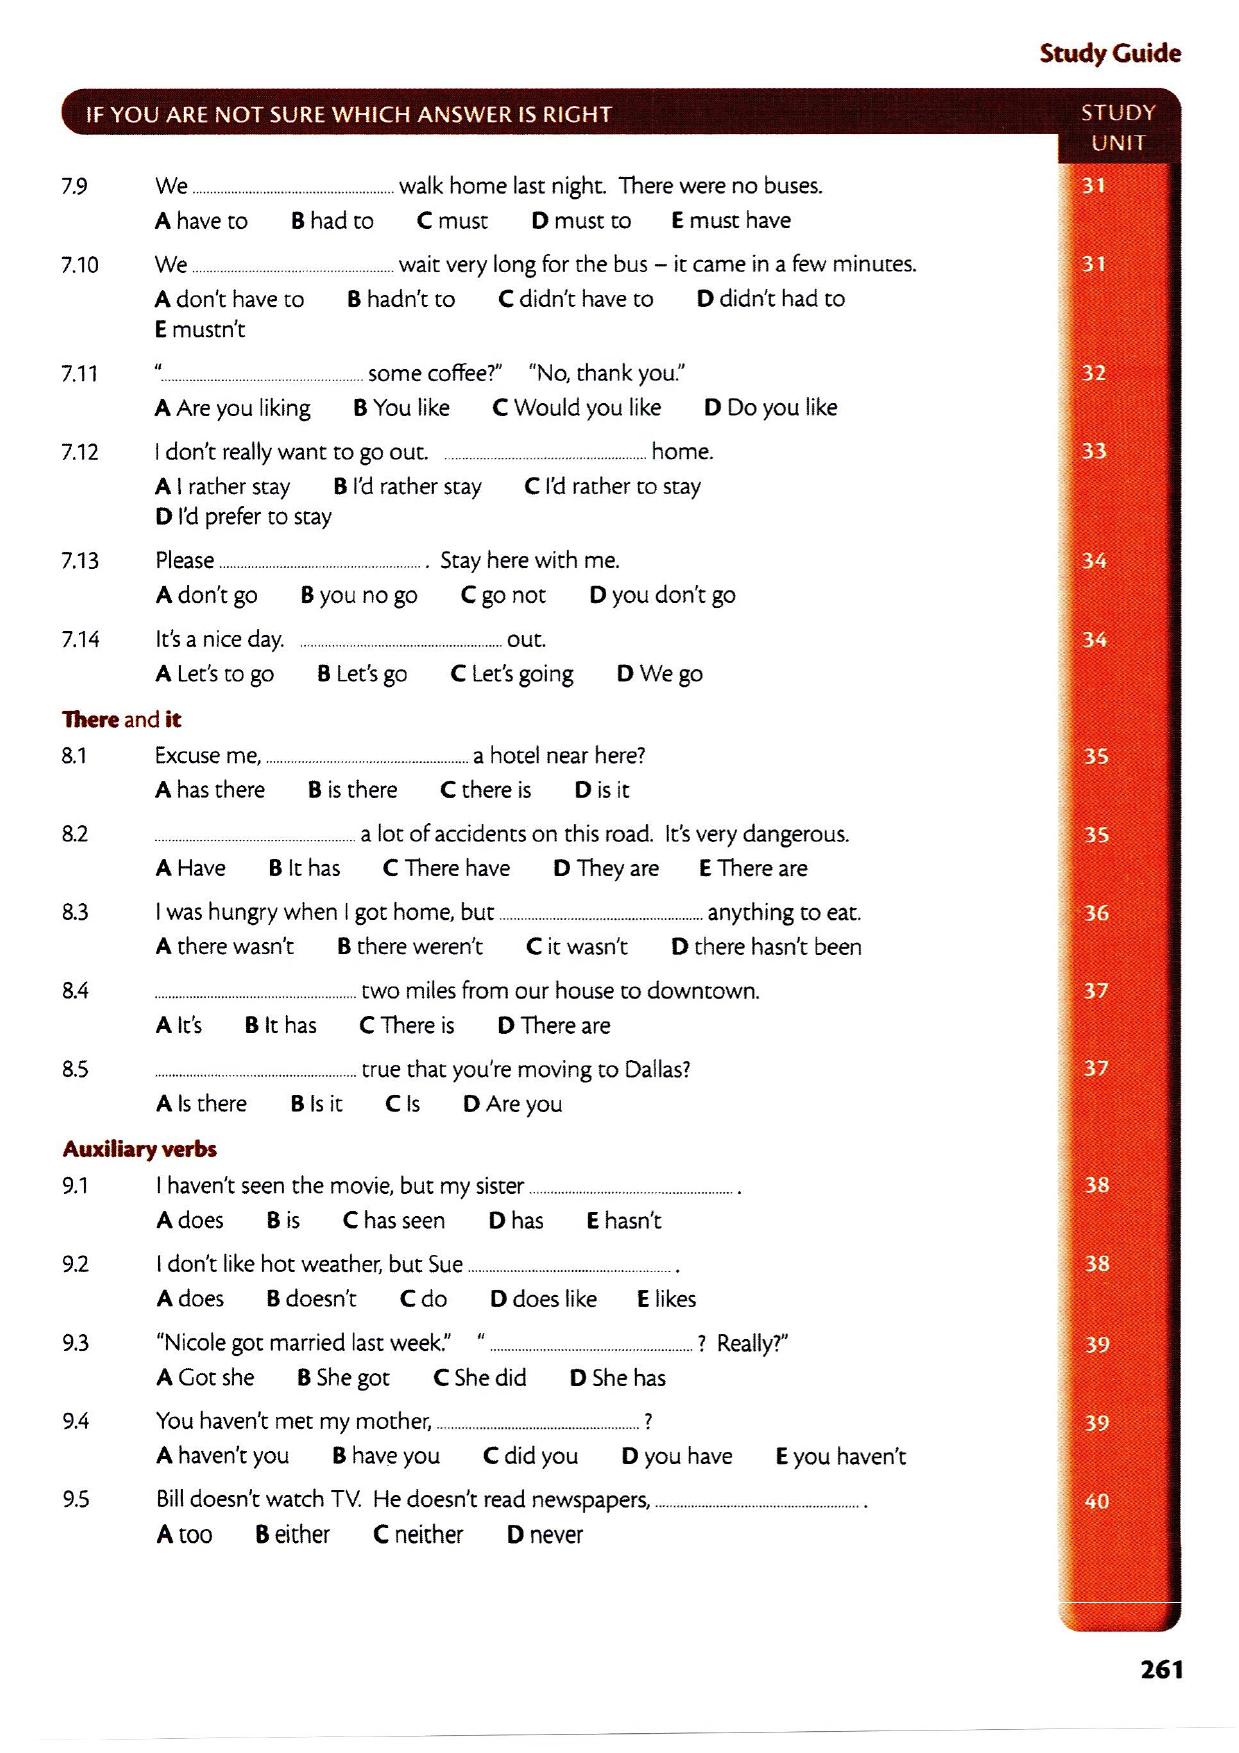 Study Guide
IF YOU ARE NOT SURE WHICH ANSWER IS RIGHT STUDY
UNIT
7.9 We .................... walk home last night. There were no buses. 31
A have to B had to C must D must to E must have
7.10 We .................... wait very long for the bus – it came in a few minutes. 31
A don't have to B hadn't to C didn't have to D didn't had to
E mustn't
7.11 “.................... some coffee?” “No, thank you.” 32
A Are you liking B You like C Would you like D Do you like
7.12 I don't really want to go out. .................... home. 33
A I rather stay B I'd rather stay C I'd rather to stay
D I'd prefer to stay
7.13 Please .................... . Stay here with me. 34
A don't go B you no go C go not D you don't go
7.14 It's a nice day. .................... out. 34
A Let's to go B Let's go C Let's going D We go
There and it
8.1 Excuse me, .................... a hotel near here? 35
A has there B is there C there is D is it
8.2 .................... a lot of accidents on this road. It's very dangerous. 35
A Have B It has C There have D They are E There are
8.3 I was hungry when I got home, but .................... anything to eat. 36
A there wasn't B there weren't C it wasn't D there hasn't been
8.4 .................... two miles from our house to downtown. 37
A It's B It has C There is D There are
8.5 .................... true that you're moving to Dallas? 37
A Is there B Is it C Is D Are you
Auxiliary verbs
9.1 I haven't seen the movie, but my sister .................... . 38
A does B is C has seen D has E hasn't
9.2 I don't like hot weather, but Sue .................... . 38
A does B doesn't C do D does like E likes
9.3 “Nicole got married last week.” “.................... ? Really?” 39
A Got she B She got C She did D She has
9.4 You haven't met my mother, .................... ? 39
A haven't you B have you C did you D you have E you haven't
9.5 Bill doesn't watch TV. He doesn't read newspapers, .................... . 40
A too B either C neither D never
261